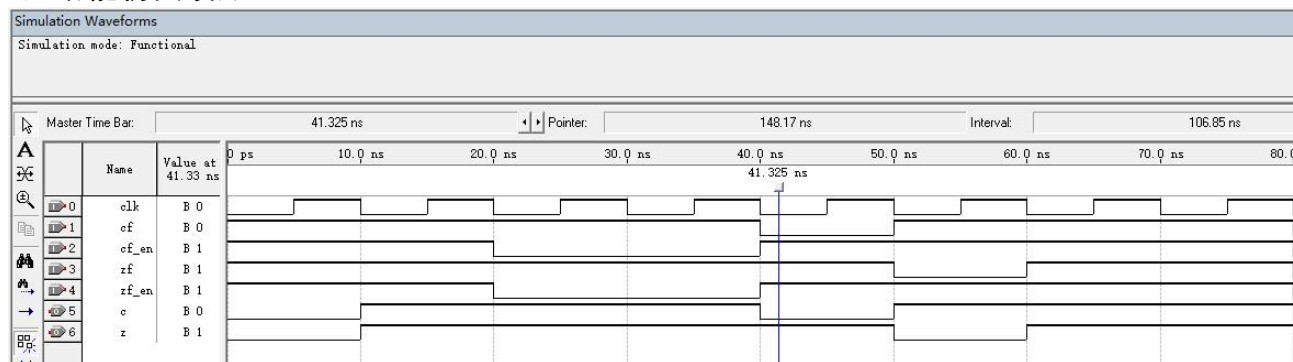 Simulation Waveforms
Simulation mode: Functional
Master Time Bar: 41.325 ns Pointer: 148.17 ns Interval: 106.85 ns
Name Value at 41.33 ns 0 ps 10.0 ns 20.0 ns 30.0 ns 40.0 ns 50.0 ns 60.0 ns 70.0 ns 80.0
41.325 ns
0 clk B 0
1 cf B 0
2 cf_en B 1
3 zf B 1
4 zf_en B 1
5 c B 0
6 z B 1